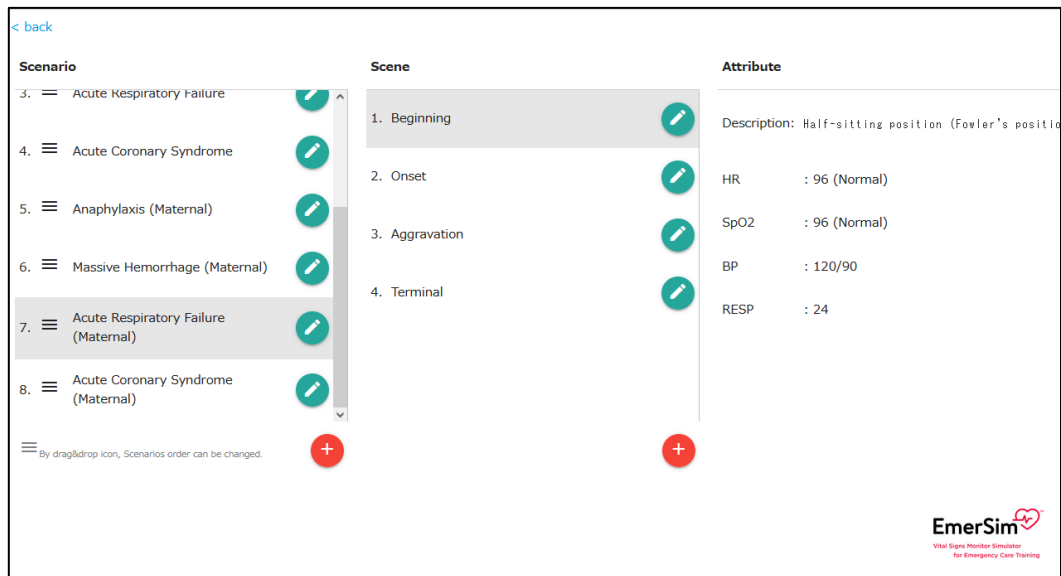 < back
Scenario
Scene
Attribute
3. Acute Respiratory Failure
4. Acute Coronary Syndrome
5. Anaphylaxis (Maternal)
6. Massive Hemorrhage (Maternal)
7. Acute Respiratory Failure
(Maternal)
8. Acute Coronary Syndrome
(Maternal)
By drag&drop icon, Scenarios order can be changed.
+
1. Beginning
2. Onset
3. Aggravation
4. Terminal
+
Description: Half-sitting position (Fowler's positio
HR : 96 (Normal)
SpO2 : 96 (Normal)
BP : 120/90
RESP : 24
EmerSim™
Vital Signs Monitor Simulator
for Emergency Care Training